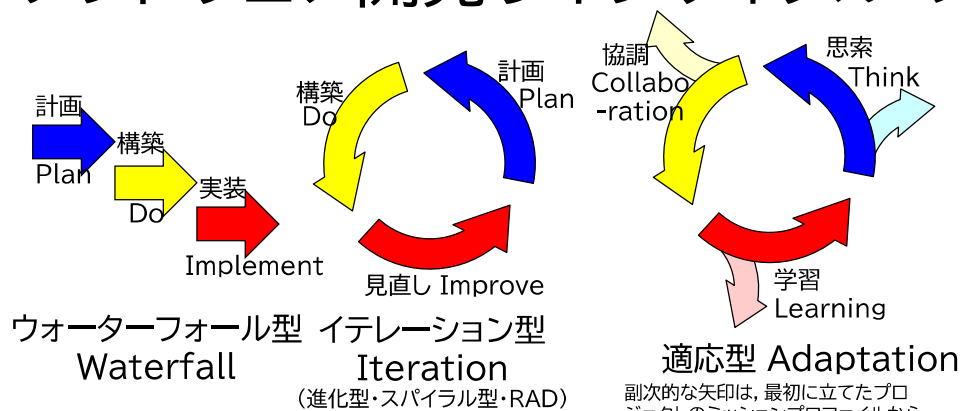 計画
Plan
構築
Do
実装
Implement
ウォーターフォール型
Waterfall
構築
Do
計画
Plan
見直し Improve
イテレーション型
Iteration
（進化型・スパイラル型・RAD）
協調
Collabo
-ration
思索
Think
学習
Learning
適応型 Adaptation
副次的な矢印は，最初に立てたプロ